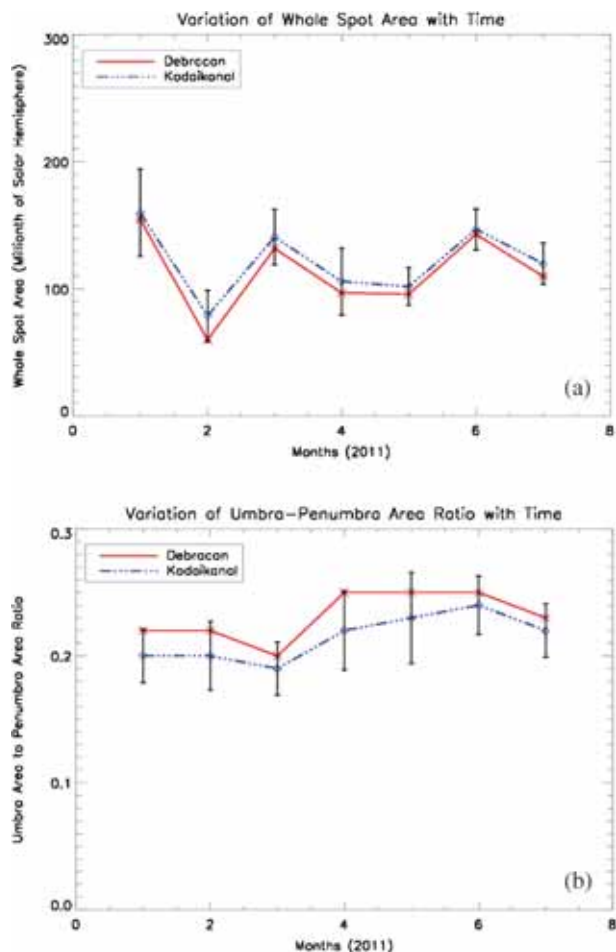 Variation of Whole Spot Area with Time
300
Debrecen
Kodaikanal
200
100
0
Whole Spot Area (Millionth of Solar Hemisphere)
(a)
0 2 4 6 8
Months (2011)
Variation of Umbra-Penumbra Area Ratio with Time
0.3
Debrecen
Kodaikanal
0.2
0.1
0.0
Umbra Area to Penumbra Area Ratio
(b)
0 2 4 6 8
Months (2011)